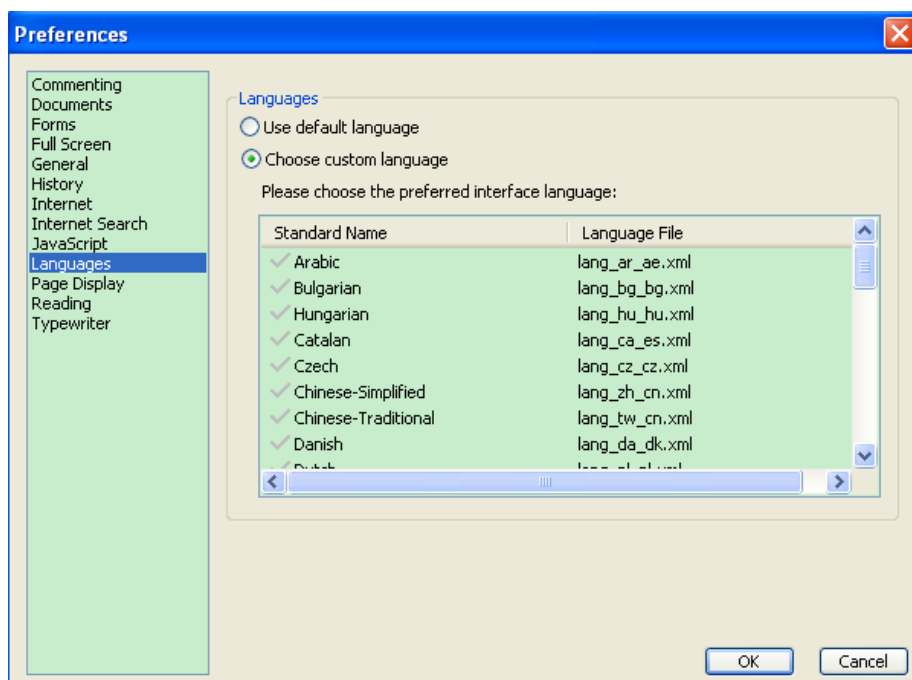 Preferences
Commenting
Documents
Forms
Full Screen
General
History
Internet
Internet Search
JavaScript
Languages
Page Display
Reading
Typewriter
Languages
Use default language
Choose custom language
Please choose the preferred interface language:
Standard Name Language File
Arabic lang_ar_ae.xml
Bulgarian lang_bg_bg.xml
Hungarian lang_hu_hu.xml
Catalan lang_ca_es.xml
Czech lang_cz_cz.xml
Chinese-Simplified lang_zh_cn.xml
Chinese-Traditional lang_tw_cn.xml
Danish lang_da_dk.xml
Dutch
OK Cancel